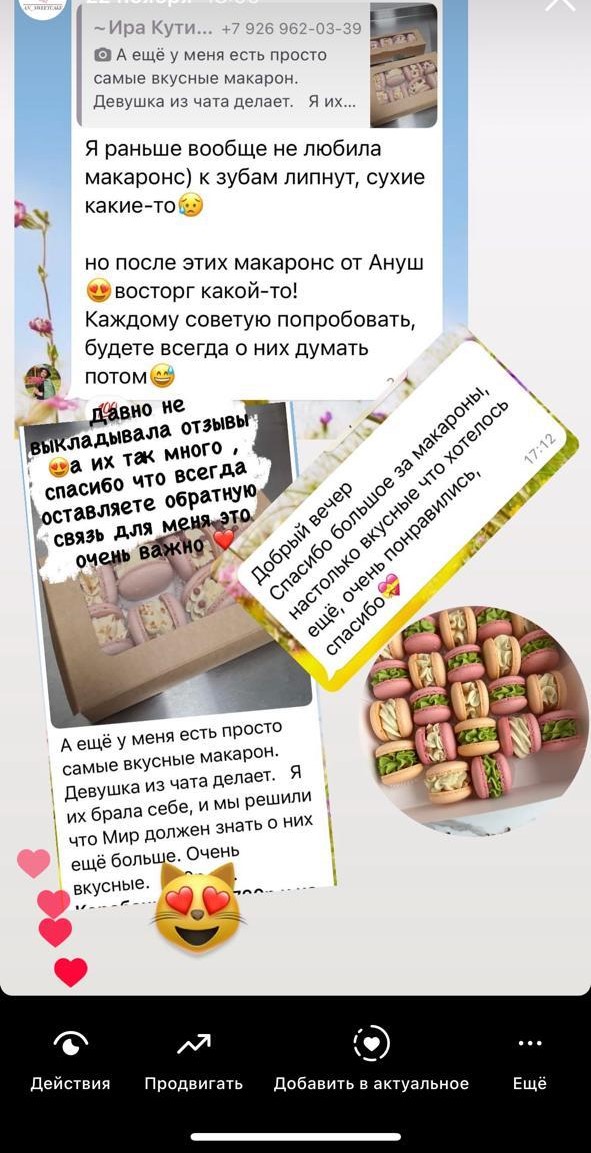 ~Ира Кути... +7 926 962-03-39
А ещё у меня есть просто
самые вкусные макарон.
Девушка из чата делает. Я их...
Я раньше вообще не любила
макаронс) к зубам липнут, сухие
какие-то😥
но после этих макаронс от Ануш
😍восторг какой-то!
Каждому советую попробовать,
будете всегда о них думать
потом😅
давно не
выкладывала отзывы
😍а их так много ,
спасибо что всегда
оставляете обратную
связь для меня это
очень важно ❤️
Добрый вечер
Спасибо большое за макароны,
настолько вкусные что хотелось
ещё, очень понравились,
спасибо💝
17:12
А ещё у меня есть просто
самые вкусные макарон.
Девушка из чата делает. Я
их брала себе, и мы решили
что Мир должен знать о них
ещё больше. Очень
вкусные.
Действия
Продвигать
Добавить в актуальное
Ещё